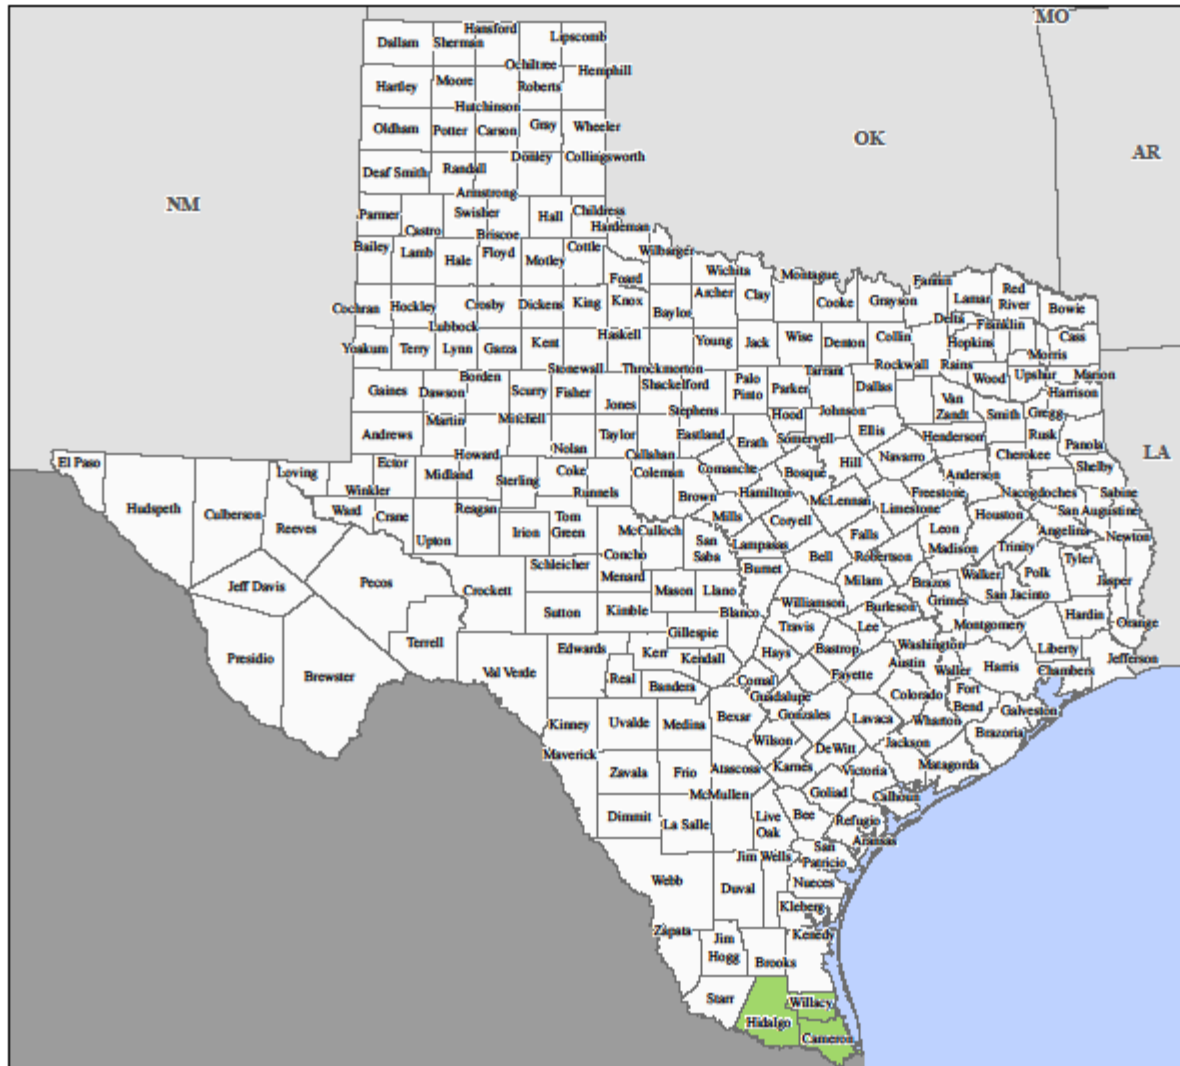 MO
Hansford
Lipscomb
Dallam
Sherman
Ochiltree
Hemphill
Hartley
Moore
Roberts
Hutchinson
Oldham
Potter
Carson
Gray
Wheeler
OK
AR
Donley
Collingsworth
Deaf Smith
Randall
Armstrong
NM
Parmer
Castro
Swisher
Briscoe
Hall
Childress
Hardeman
Bailey
Lamb
Hale
Floyd
Motley
Cottle
Wilbarger
Foard
Wichita
Montague
Fannin
Cochran
Hockley
Crosby
Dickens
King
Knox
Baylor
Archer
Clay
Cooke
Grayson
Lamar
Red
River
Bowie
Lubbock
Delta
Franklin
Haskell
Yoakum
Terry
Lynn
Garza
Kent
Young
Jack
Wise
Denton
Collin
Hopkins
Cass
Morris
Stonewall
Throckmorton
Tarrant
Rockwall
Rains
Wood
Upshur
Marion
Borden
Gaines
Dawson
Scurry
Fisher
Jones
Shackelford
Stephens
Palo
Pinto
Parker
Dallas
Van
Zandt
Smith
Gregg
Harrison
Martin
Mitchell
Hood
Johnson
Ellis
Andrews
Nolan
Taylor
Callahan
Eastland
Erath
Somervell
Henderson
Rusk
Panola
LA
El Paso
Loving
Ector
Howard
Midland
Sterling
Coke
Runnels
Coleman
Comanche
Bosque
Hill
Navarro
Anderson
Cherokee
Shelby
Winkler
Hudspeth
Culberson
Reeves
Ward
Crane
Upton
Reagan
Irion
Tom
Green
Brown
Hamilton
McLennan
Freestone
Limestone
Nacogdoches
Sabine
San Augustine
McCulloch
Mills
Coryell
Falls
Leon
Houston
Angelina
Newton
Concho
San
Saba
Lampasas
Bell
Robertson
Madison
Trinity
Tyler
Jeff Davis
Pecos
Schleicher
Menard
Burnet
Milam
Brazos
Walker
Polk
Jasper
Crockett
Mason
Llano
San Jacinto
Sutton
Kimble
Blanco
Williamson
Burleson
Grimes
Hardin
Terrell
Gillespie
Travis
Lee
Montgomery
Orange
Presidio
Brewster
Val Verde
Edwards
Kerr
Kendall
Hays
Bastrop
Washington
Liberty
Jefferson
Real
Bandera
Comal
Fayette
Austin
Waller
Harris
Chambers
Guadalupe
Colorado
Fort
Bend
Galveston
Kinney
Uvalde
Medina
Bexar
Gonzales
Lavaca
Wharton
Brazoria
Maverick
Wilson
DeWitt
Jackson
Matagorda
Zavala
Frio
Atascosa
Karnes
Victoria
McMullen
Goliad
Calhoun
Dimmit
La Salle
Live
Oak
Bee
Refugio
Aransas
Jim Wells
San
Patricio
Webb
Duval
Nueces
Kleberg
Zapata
Jim
Hogg
Brooks
Kenedy
Starr
Willacy
Hidalgo
Cameron